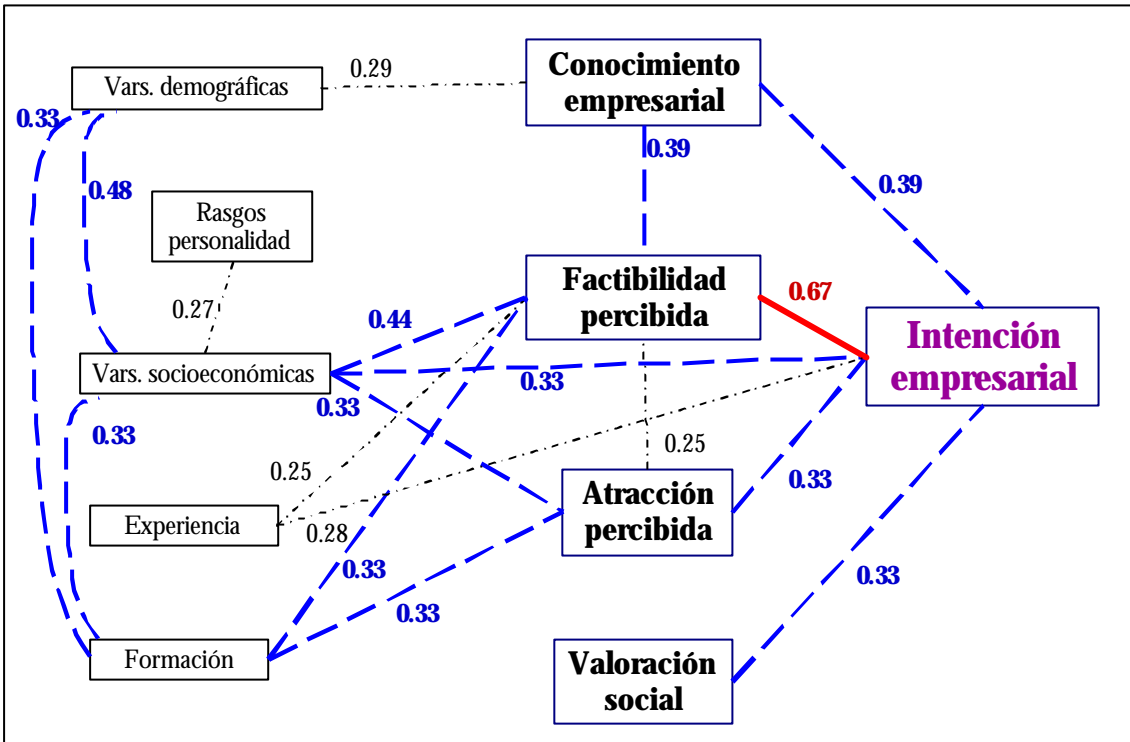 Conocimiento
empresarial
0.29
Vars. demográficas
0.33
0.39
0.39
0.48
Rasgos
personalidad
Factibilidad
percibida
0.67
0.27
0.44
Intención
empresarial
Vars. socioeconómicas
0.33
0.33
0.33
0.25
0.25
Atracción
percibida
0.33
Experiencia
0.28
0.33
0.33
0.33
Formación
Valoración
social